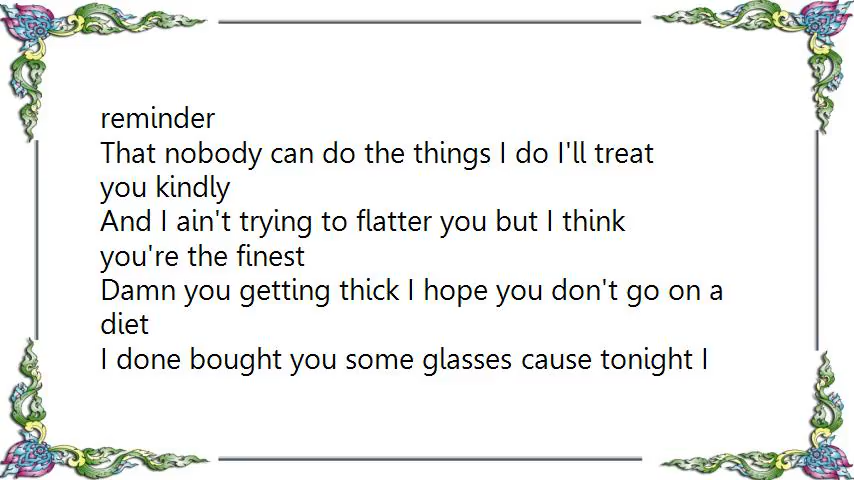 reminder
That nobody can do the things I do I'll treat
you kindly
And I ain't trying to flatter you but I think
you're the finest
Damn you getting thick I hope you don't go on a
diet
I done bought you some glasses cause tonight I